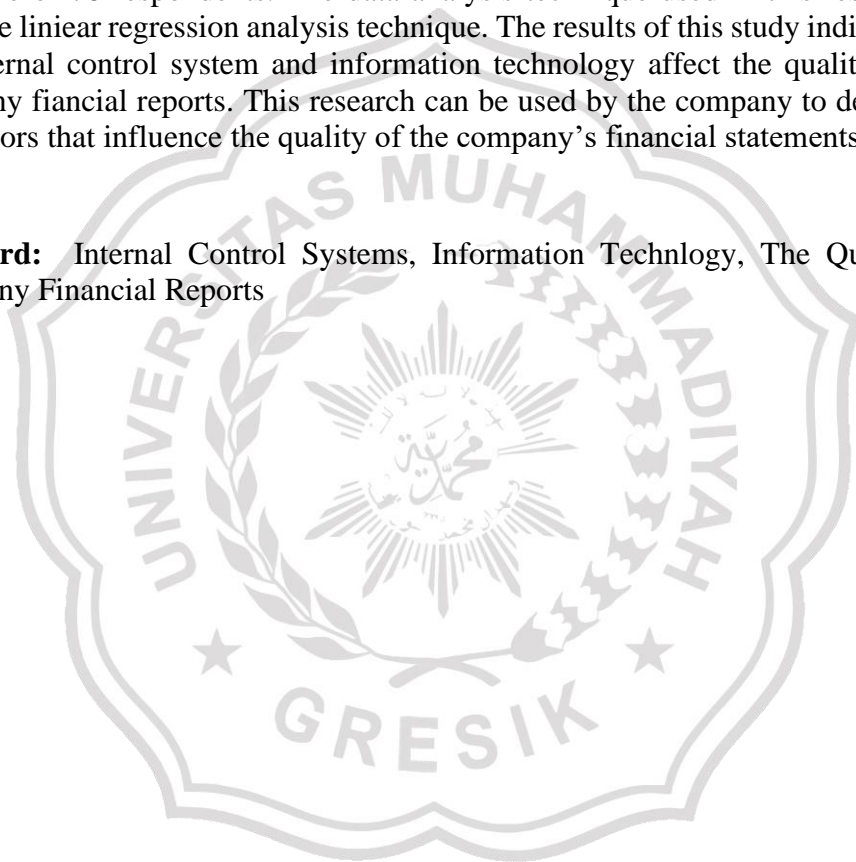 e liniear regression analysis technique. The results of this study indi
ernal control system and information technology affect the qualit
ny fiancial reports. This research can be used by the company to de
ors that influence the quality of the company's financial statements
rd: Internal Control Systems, Information Technlogy, The Qu
ny Financial Reports
UNIVERSITAS MUHAMMADIYAH
GRESIK